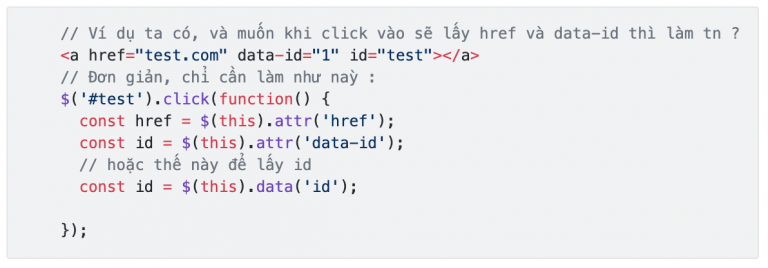 // Ví dụ ta có, và muốn khi click vào sẽ lấy href và data-id thì làm tn ?
<a href="test.com" data-id="1" id="test"></a>
// Đơn giản, chỉ cần làm như này :
$('#test').click(function() {
  const href = $(this).attr('href');
  const id = $(this).attr('data-id');
  // hoặc thế này để lấy id
  const id = $(this).data('id');

});